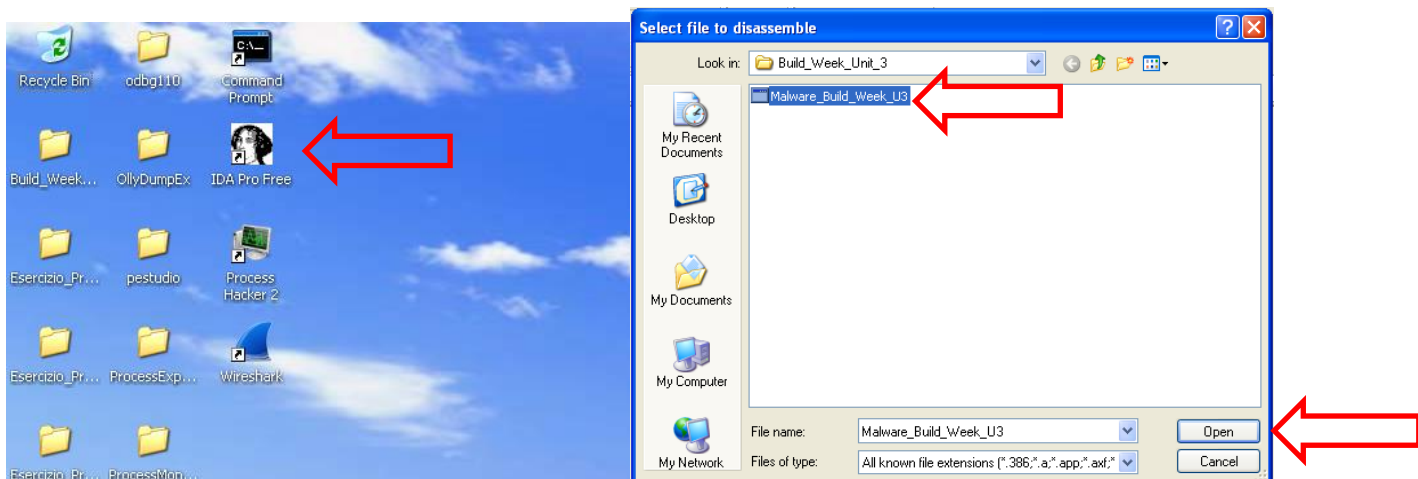 Recycle Bin
odbg110
Command
Prompt
Build_Week...
OllyDumpEx
IDA Pro Free
Esercizio_Pr...
pestudio
Process
Hacker 2
Esercizio_Pr...
ProcessExp...
Wireshark
Esercizio_Pr...
ProcessMon...
Select file to disassemble
Look in:
Build_Week_Unit_3
Malware_Build_Week_U3
My Recent
Documents
Desktop
My Documents
My Computer
My Network
File name:
Malware_Build_Week_U3
Open
Files of type:
All known file extensions (*.386;*.a;*.app;*.axf;*
Cancel